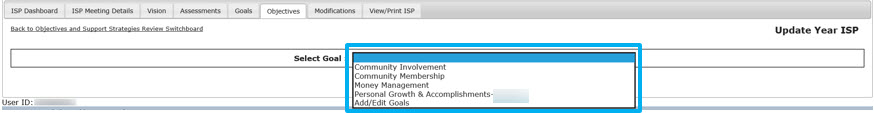 ISP Dashboard ISP Meeting Details Vision Assessments Goals Objectives Modifications View/Print ISP
Back to Objectives and Support Strategies Review Switchboard
Update Year ISP
Select Goal :
Community Involvement
Community Membership
Money Management
Personal Growth & Accomplishments-
Add/Edit Goals
User ID: